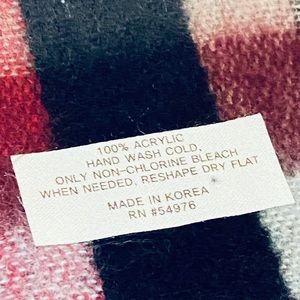 100% ACRYLIC
HAND WASH COLD,
ONLY NON-CHLORINE BLEACH
WHEN NEEDED, RESHAPE DRY FLAT
MADE IN KOREA
RN #54976